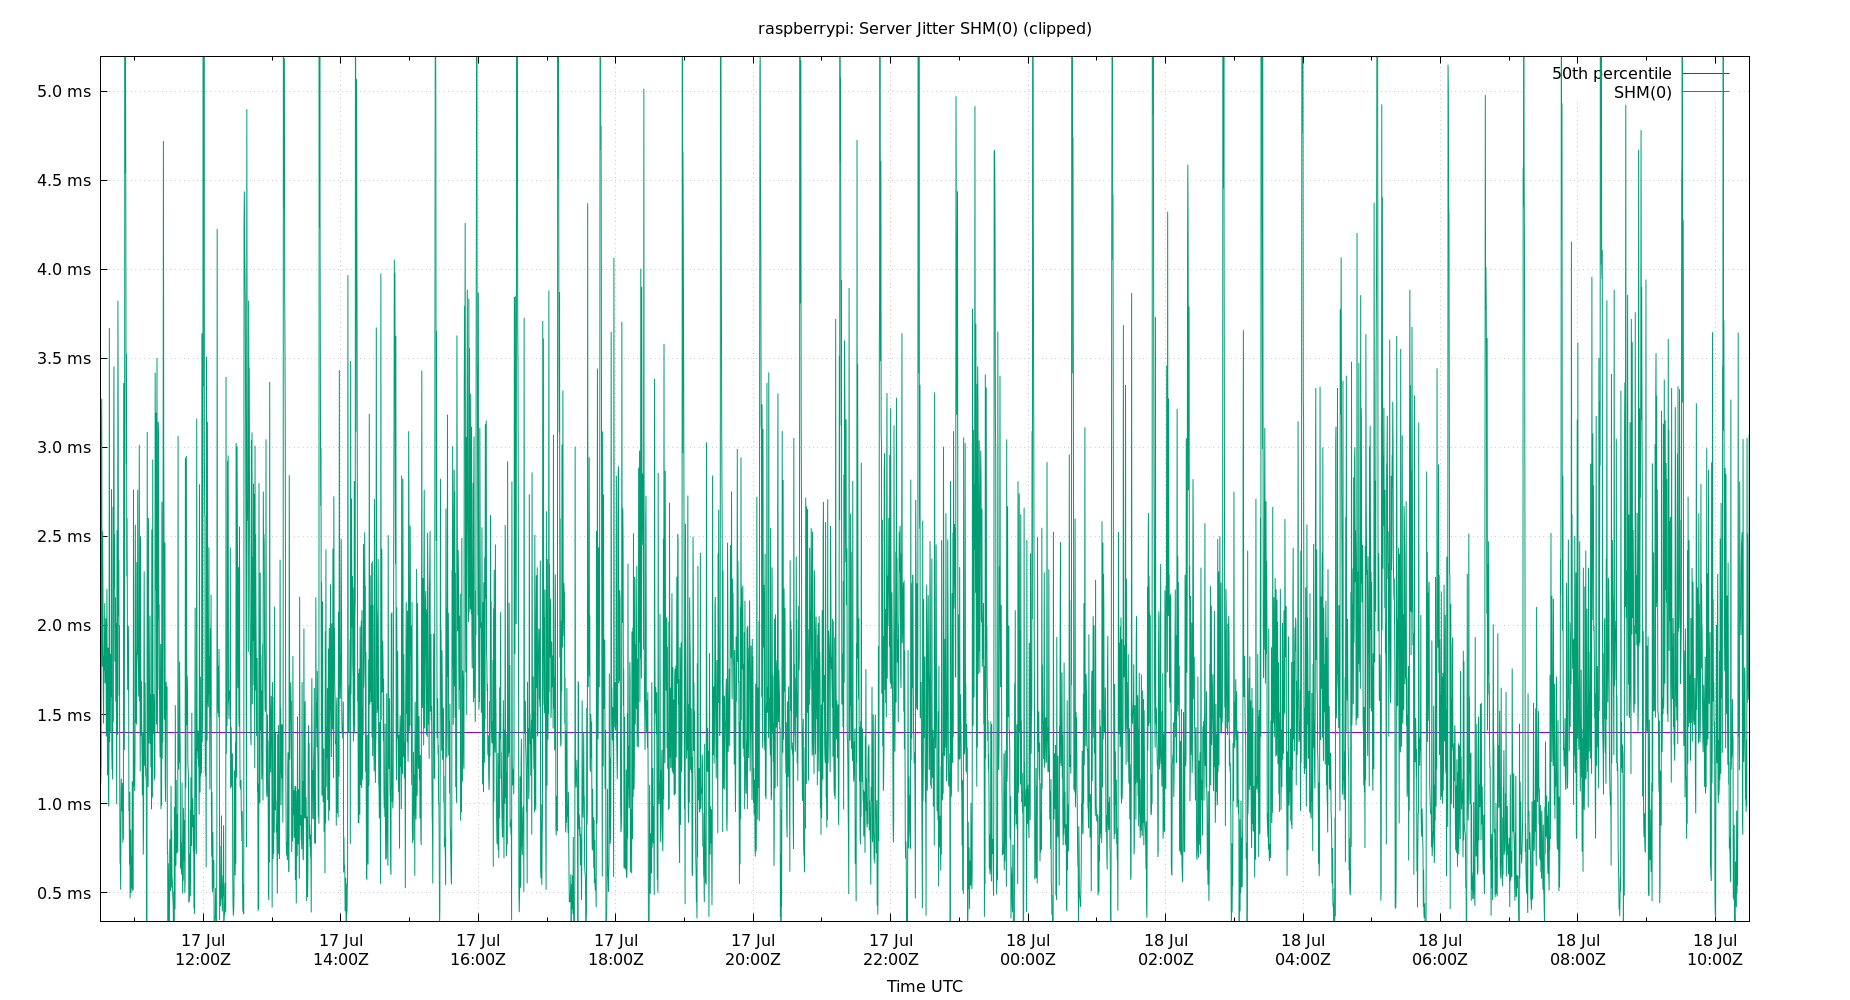 raspberrypi: Server Jitter SHM(0) (clipped)
50th percentile
SHM(0)
5.0 ms
4.5 ms
4.0 ms
3.5 ms
3.0 ms
2.5 ms
2.0 ms
1.5 ms
1.0 ms
0.5 ms
17 Jul 17 Jul 17 Jul 17 Jul 17 Jul 17 Jul 18 Jul 18 Jul 18 Jul 18 Jul 18 Jul 18 Jul
12:00Z 14:00Z 16:00Z 18:00Z 20:00Z 22:00Z 00:00Z 02:00Z 04:00Z 06:00Z 08:00Z 10:00Z
Time UTC